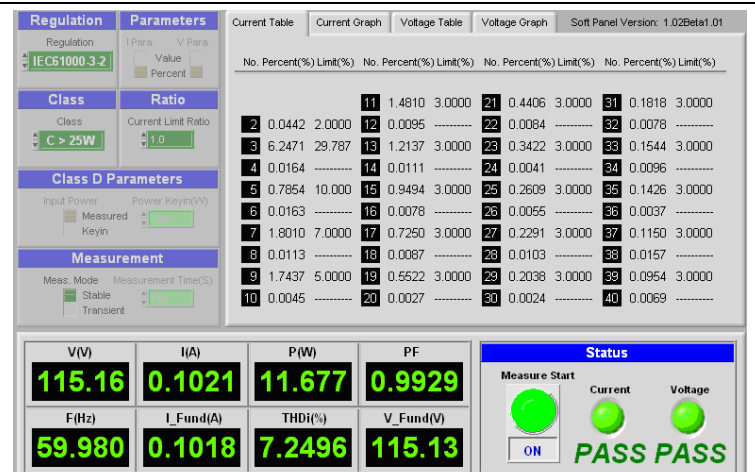 Regulation Parameters
Regulation I Para. V Para.
IEC61000-3-2 Value
Percent
Class Ratio
Class Current Limit Ratio
C > 25W 1.0
Class D Parameters
Input Power Power Keyin(W)
Measured
Keyin
Measurement
Meas. Mode Measurement Time(S)
Stable
Transient
Current Table Current Graph Voltage Table Voltage Graph Soft Panel Version: 1.02Beta1.01
No. Percent(%) Limit(%) No. Percent(%) Limit(%) No. Percent(%) Limit(%) No. Percent(%) Limit(%)
11 1.4810 3.0000 21 0.4406 3.0000 31 0.1818 3.0000
2 0.0442 2.0000 12 0.0095 --------- 22 0.0084 --------- 32 0.0078 ---------
3 6.2471 29.787 13 1.2137 3.0000 23 0.3422 3.0000 33 0.1544 3.0000
4 0.0164 --------- 14 0.0111 --------- 24 0.0041 --------- 34 0.0096 ---------
5 0.7854 10.000 15 0.9494 3.0000 25 0.2609 3.0000 35 0.1426 3.0000
6 0.0163 --------- 16 0.0078 --------- 26 0.0055 --------- 36 0.0037 ---------
7 1.8010 7.0000 17 0.7250 3.0000 27 0.2291 3.0000 37 0.1150 3.0000
8 0.0113 --------- 18 0.0087 --------- 28 0.0103 --------- 38 0.0157 ---------
9 1.7437 5.0000 19 0.5522 3.0000 29 0.2038 3.0000 39 0.0954 3.0000
10 0.0045 --------- 20 0.0027 --------- 30 0.0024 --------- 40 0.0069 ---------
V(V) I(A) P(W) PF
115.16 0.1021 11.677 0.9929
F(Hz) I_Fund(A) THDi(%) V_Fund(V)
59.980 0.1018 7.2496 115.13
Status
Measure Start
Current Voltage
ON PASS PASS